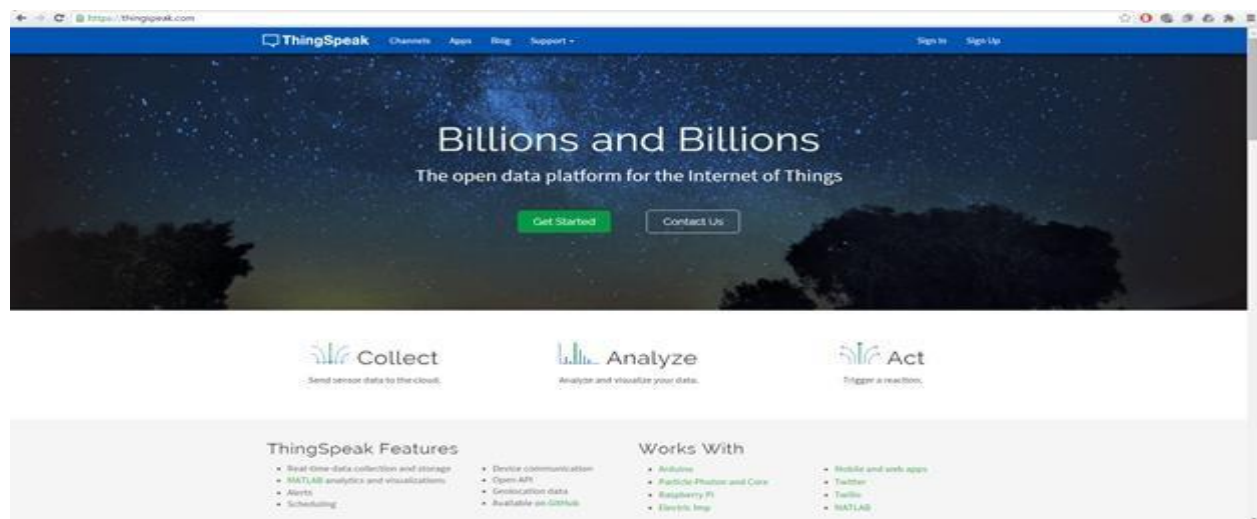 https://thingspeak.com
ThingSpeak Channels Apps Blog Support Sign In Sign Up
Billions and Billions
The open data platform for the Internet of Things
Get Started Contact Us
Collect
Send sensor data to the cloud.
Analyze
Analyze and visualize your data.
Act
Trigger a reaction.
ThingSpeak Features
Real-time data collection and storage
MATLAB analytics and visualizations
Alerts
Scheduling
Device communication
Open API
Geolocation data
Available on GitHub
Works With
Arduino
Particle Photon and Core
Raspberry Pi
Electric Imp
Mobile and web apps
Twitter
Twilio
MATLAB